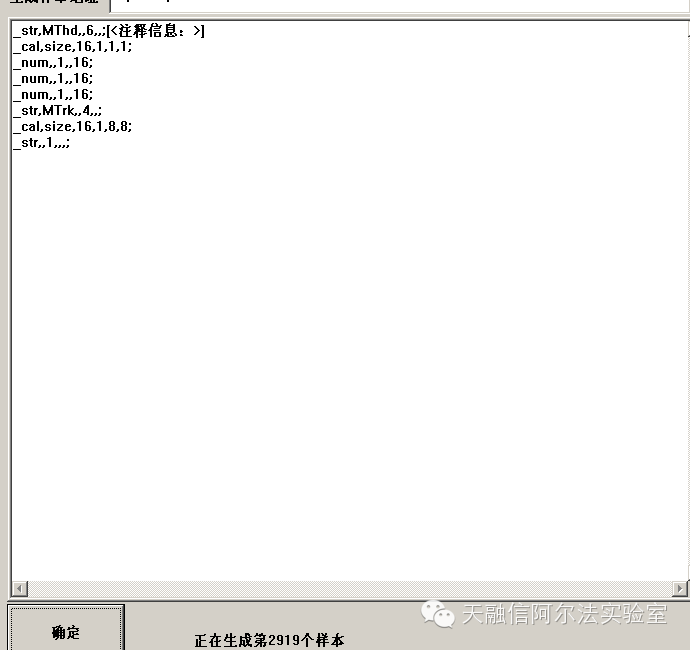 _str,MThd,,6,,;[<注释信息：>]
_cal,size,16,1,1,1;
_num,,1,,16;
_num,,1,,16;
_num,,1,,16;
_str,MTrk,,4,,;
_cal,size,16,1,8,8;
_str,,1,,,;
天融信阿尔法实验室
确定
正在生成第2919个样本